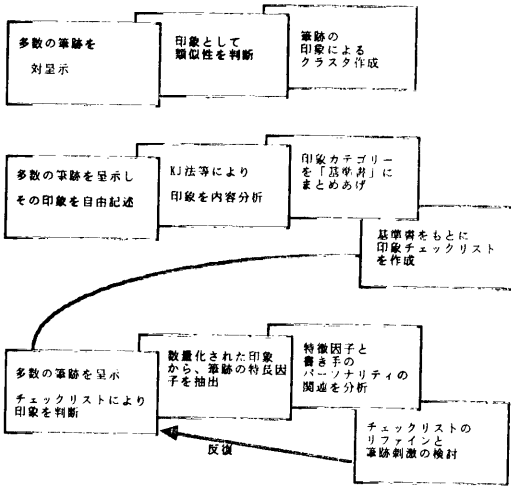 多数の筆跡を
対呈示
印象として
類似性を判断
筆跡の
印象による
クラスタ作成
多数の筆跡を呈示し
その印象を自由記述
KJ法等により
印象を内容分析
印象カテゴリー
を「基準書」に
まとめあげ
基準書をもとに
印象チェックリスト
を作成
多数の筆跡を呈示
チェックリストにより
印象を判断
数量化された印象
から、筆跡の特長因
子を抽出
特徴因子と
書き手の
パーソナリティの
関連を分析
チェックリストの
リファインと
筆跡刺激の検討
反復